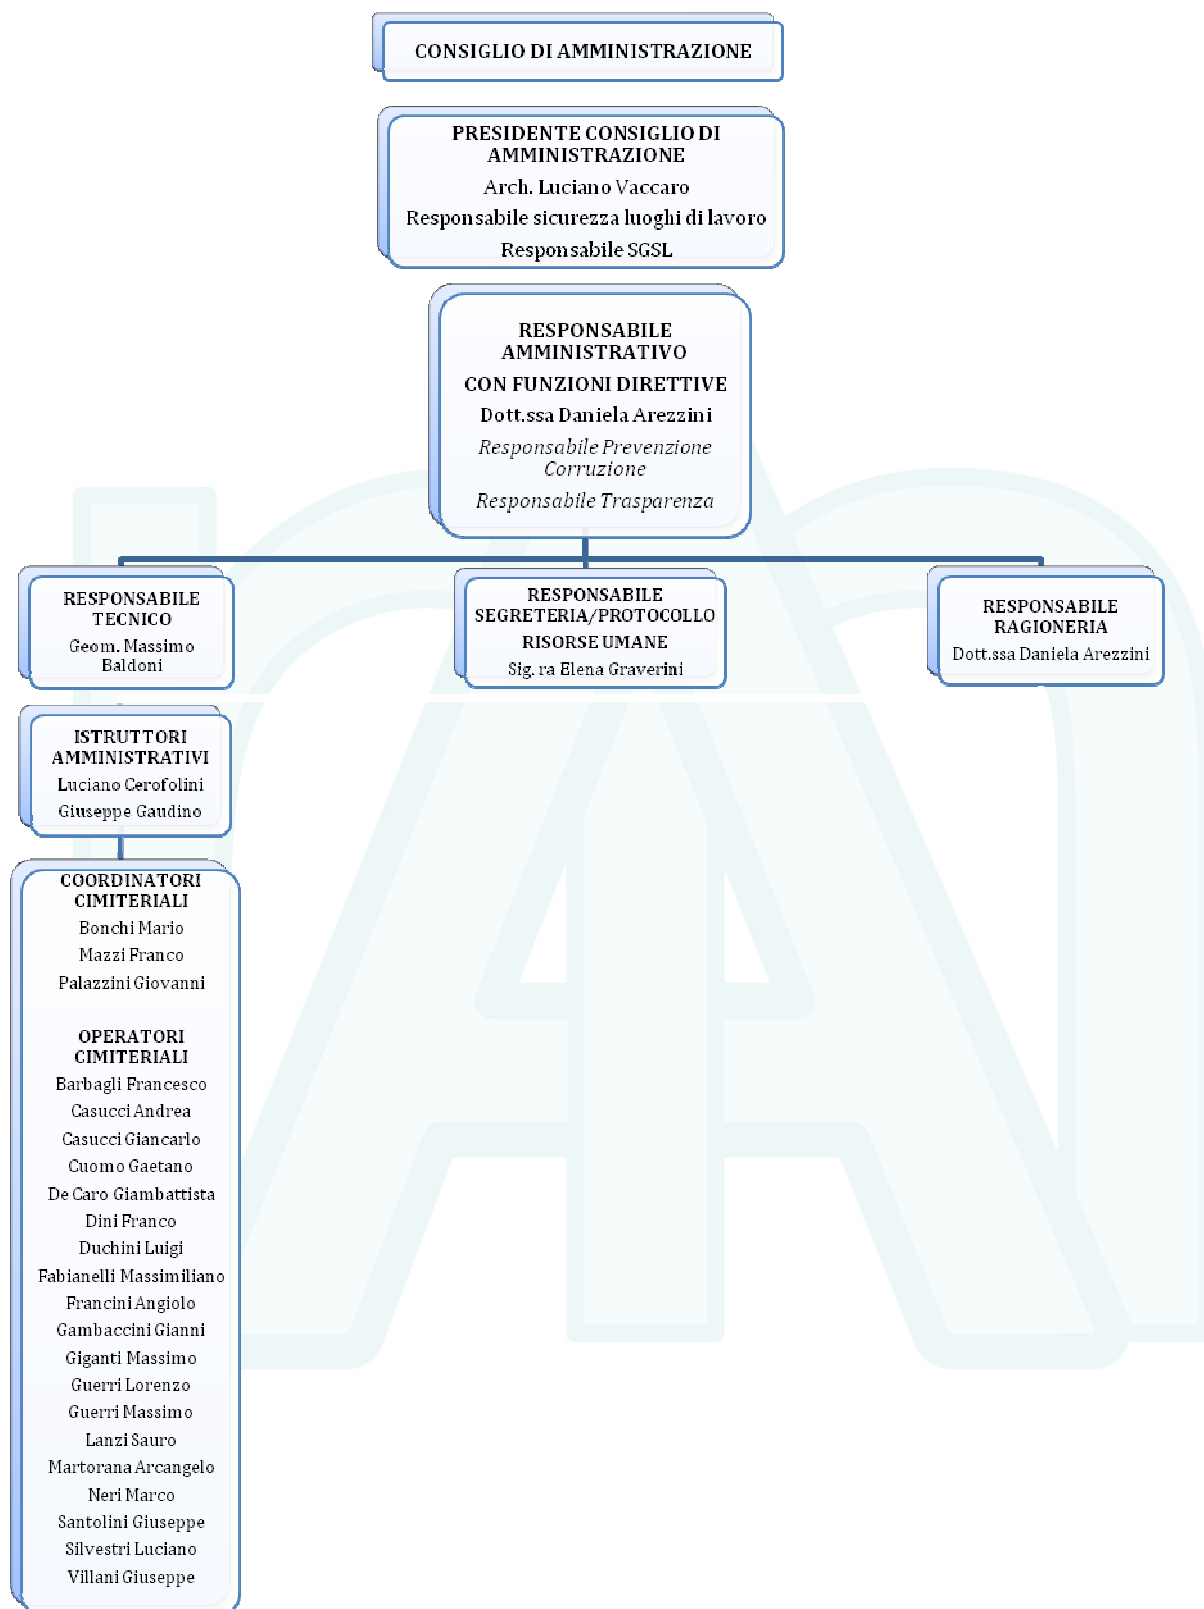 CONSIGLIO DI AMMINISTRAZIONE
PRESIDENTE CONSIGLIO DI
AMMINISTRAZIONE
Arch. Luciano Vaccaro
Responsabile sicurezza luoghi di lavoro
Responsabile SGSL
RESPONSABILE
AMMINISTRATIVO
CON FUNZIONI DIRETTIVE
Dott.ssa Daniela Arezzini
Responsabile Prevenzione
Corruzione
Responsabile Trasparenza
RESPONSABILE
TECNICO
Geom. Massimo
Baldoni
RESPONSABILE
SEGRETERIA/PROTOCOLLO
RISORSE UMANE
Sig. ra Elena Graverini
RESPONSABILE
RAGIONERIA
Dott.ssa Daniela Arezzini
ISTRUTTORI
AMMINISTRATIVI
Luciano Cerofolini
Giuseppe Gaudino
COORDINATORI
CIMITERIALI
Bonchi Mario
Mazzi Franco
Palazzini Giovanni
OPERATORI
CIMITERIALI
Barbagli Francesco
Casucci Andrea
Casucci Giancarlo
Cuomo Gaetano
De Caro Giambattista
Dini Franco
Duchini Luigi
Fabianelli Massimiliano
Francini Angiolo
Gambaccini Gianni
Giganti Massimo
Guerri Lorenzo
Guerri Massimo
Lanzi Sauro
Martorana Arcangelo
Neri Marco
Santolini Giuseppe
Silvestri Luciano
Villani Giuseppe